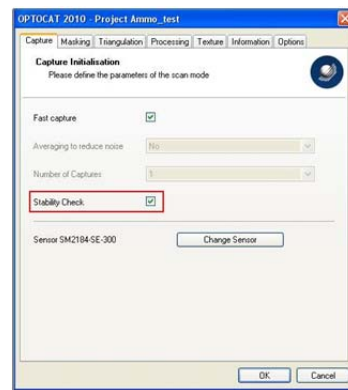 OPTOCAT 2010 - Project Ammo_test
Capture Masking Triangulation Processing Texture Information Options
Capture Initialisation
Please define the parameters of the scan mode
Fast capture
Averaging to reduce noise No
Number of Captures 1
Stability Check
Sensor SM2184-SE-300 Change Sensor
OK Cancel